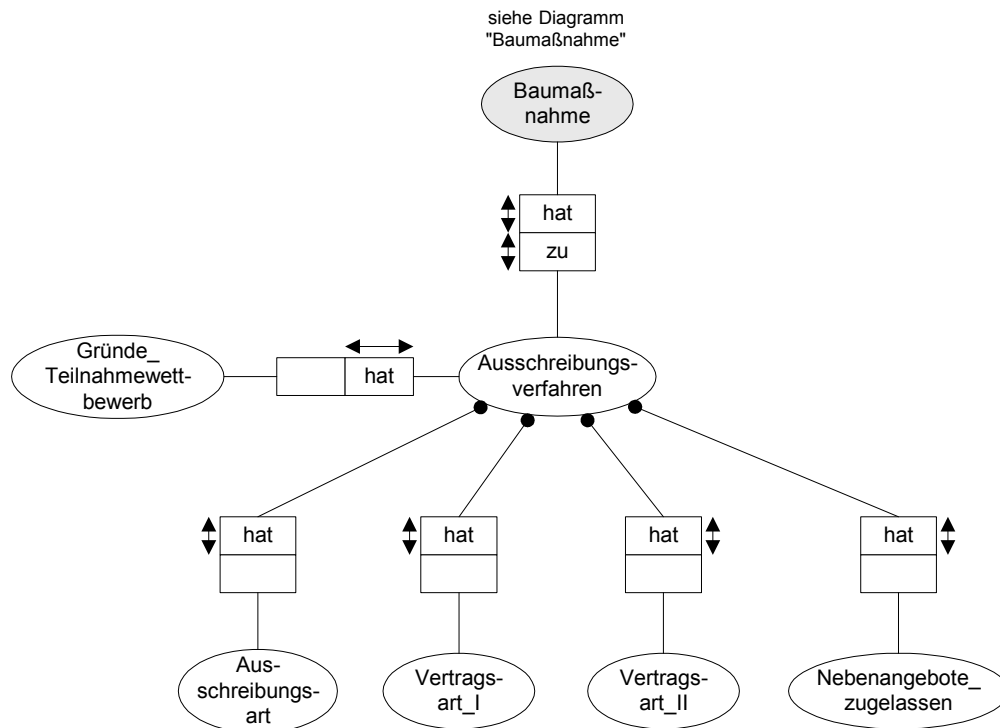 siehe Diagramm
"Baumaßnahme"
Baumaß-
nahme
hat
zu
Gründe_
Teilnahmewett-
bewerb
hat
Ausschreibungs-
verfahren
hat
hat
hat
hat
Aus-
schreibungs-
art
Vertrags-
art_I
Vertrags-
art_II
Nebenangebote_
zugelassen